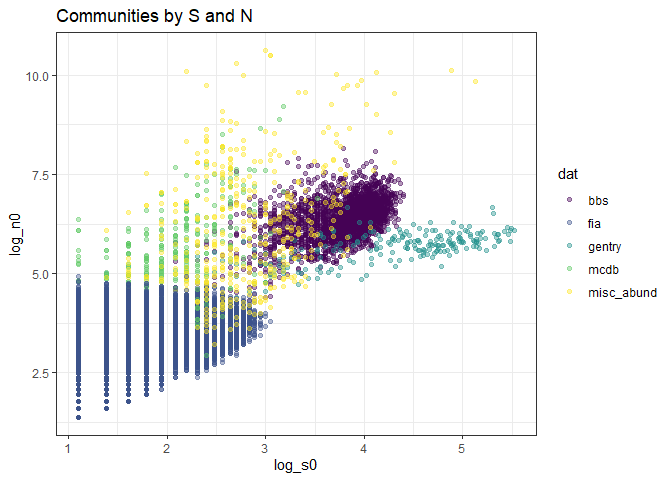 Communities by S and N
10.0
7.5
5.0
2.5
log_n0
1 2 3 4 5
log_s0
dat
bbs
fia
gentry
mcdb
misc_abund